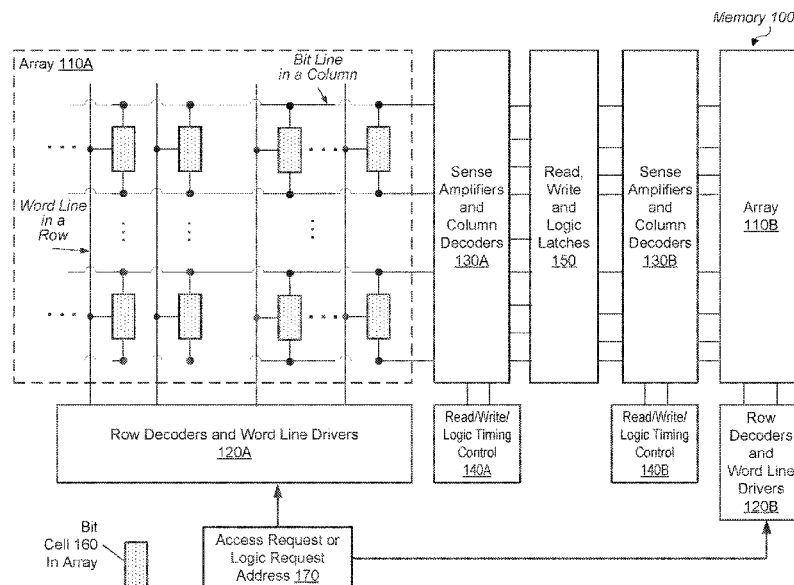 Memory 100
Array 110A
Bit Line
in a Column
Word Line
in a
Row
Sense
Amplifiers
and
Column
Decoders
130A
Read,
Write
and
Logic
Latches
150
Sense
Amplifiers
and
Column
Decoders
130B
Array
110B
Row Decoders and Word Line Drivers
120A
Read/Write/
Logic Timing
Control
140A
Read/Write/
Logic Timing
Control
140B
Row
Decoders
and
Word Line
Drivers
120B
Bit
Cell 160
In Array
Access Request or
Logic Request
Address 170